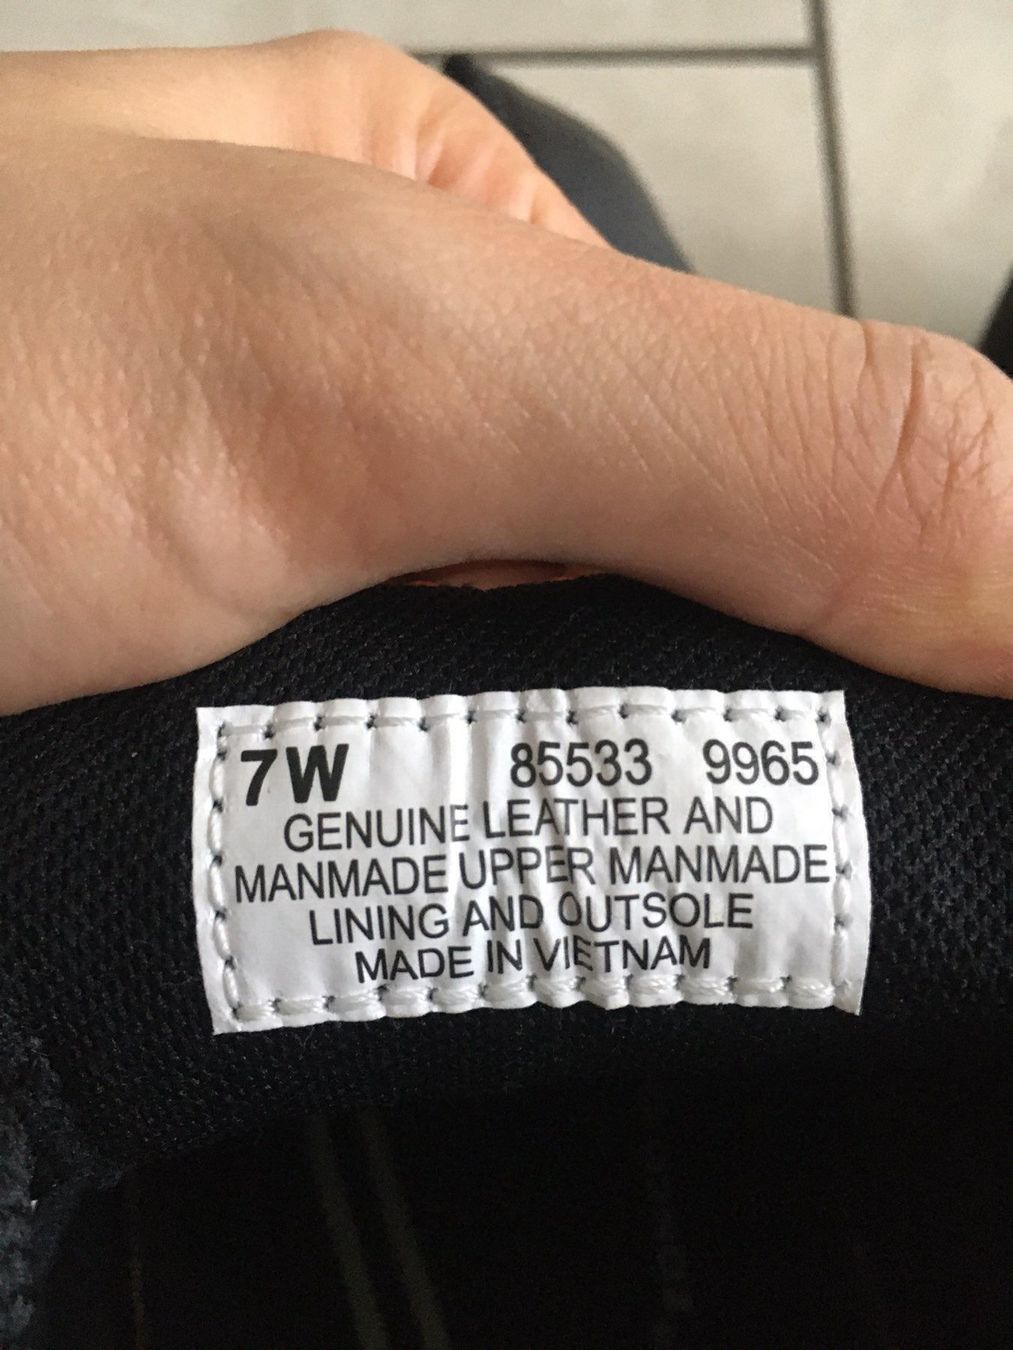 7W 85533 9965
GENUINE LEATHER AND
MANMADE UPPER MANMADE
LINING AND OUTSOLE
MADE IN VIETNAM